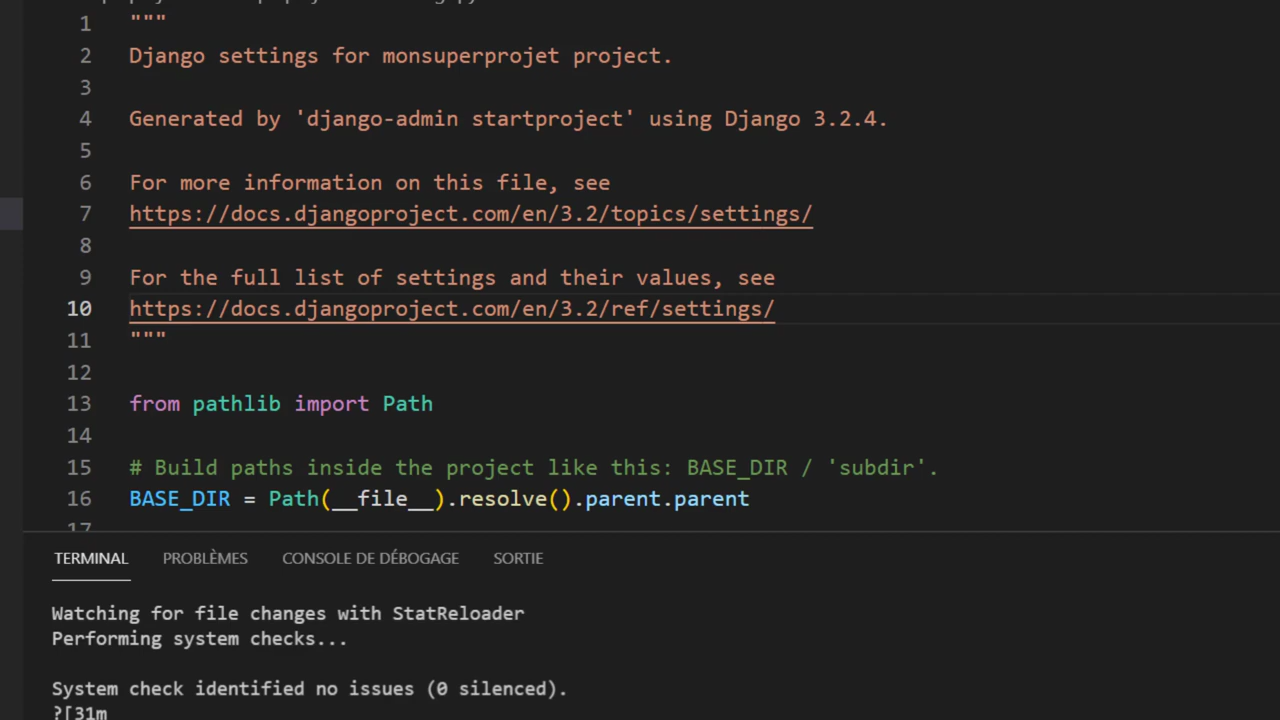 1 """
2 Django settings for monsuperprojet project.
3
4 Generated by 'django-admin startproject' using Django 3.2.4.
5
6 For more information on this file, see
7 https://docs.djangoproject.com/en/3.2/topics/settings/
8
9 For the full list of settings and their values, see
10 https://docs.djangoproject.com/en/3.2/ref/settings/
11 """
12
13 from pathlib import Path
14
15 # Build paths inside the project like this: BASE_DIR / 'subdir'.
16 BASE_DIR = Path(__file__).resolve().parent.parent
17
TERMINAL PROBLÈMES CONSOLE DE DÉBOGAGE SORTIE
Watching for file changes with StatReloader
Performing system checks...
System check identified no issues (0 silenced).
?[31m